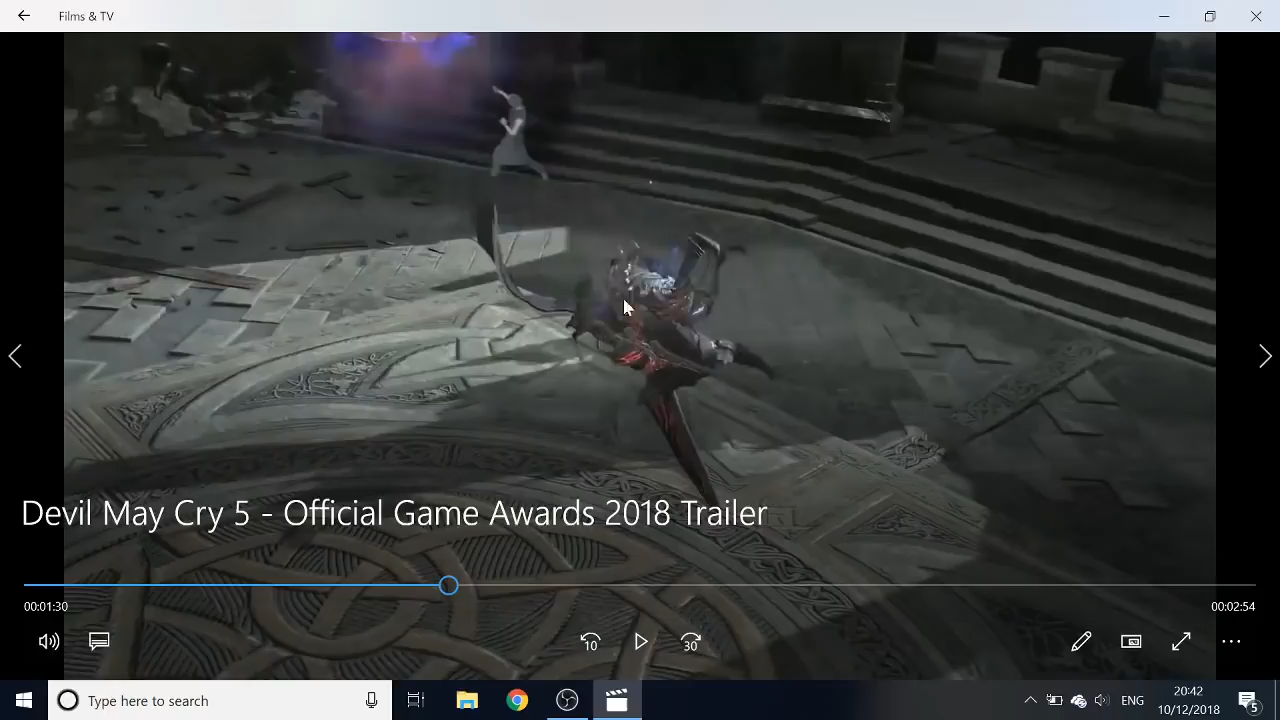 Films & TV
Devil May Cry 5 - Official Game Awards 2018 Trailer
00:01:30
00:02:54
10
30
Type here to search
ENG
20:42
10/12/2018
5